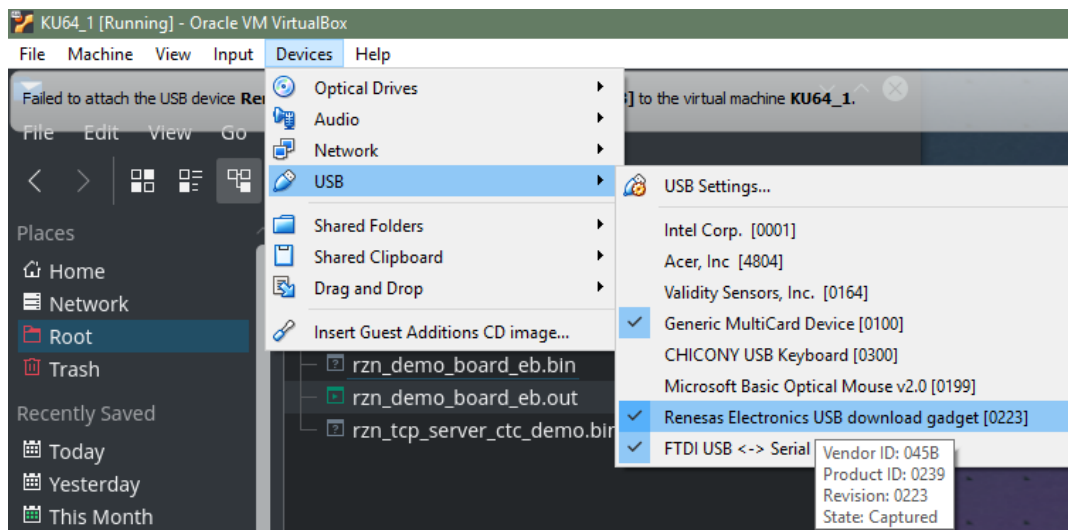 KU64_1 [Running] - Oracle VM VirtualBox
File Machine View Input Devices Help
Failed to attach the USB device
] to the virtual machine KU64_1.
File Edit View Go
Optical Drives
Audio
Network
USB
Shared Folders
Shared Clipboard
Drag and Drop
Insert Guest Additions CD image...
USB Settings...
Intel Corp. [0001]
Acer, Inc [4804]
Validity Sensors, Inc. [0164]
Generic MultiCard Device [0100]
CHICONY USB Keyboard [0300]
Microsoft Basic Optical Mouse v2.0 [0199]
Renesas Electronics USB download gadget [0223]
FTDI USB <-> Serial
Vendor ID: 045B
Product ID: 0239
Revision: 0223
State: Captured
Places
Home
Network
Root
Trash
Recently Saved
Today
Yesterday
This Month
rzn_demo_board_eb.bin
rzn_demo_board_eb.out
rzn_tcp_server_ctc_demo.bin